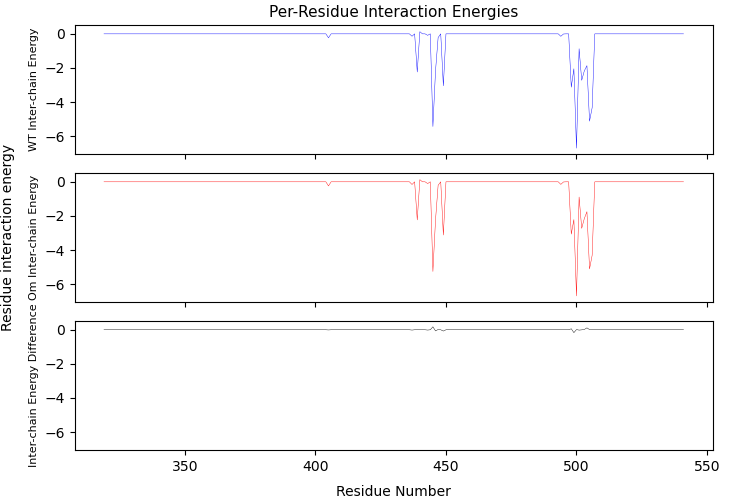 Per-Residue Interaction Energies
Residue interaction energy
WT Inter-chain Energy
0
−2
−4
−6
Om Inter-chain Energy
0
−2
−4
−6
Inter-chain Energy Difference
0
−2
−4
−6
350
400
450
500
550
Residue Number